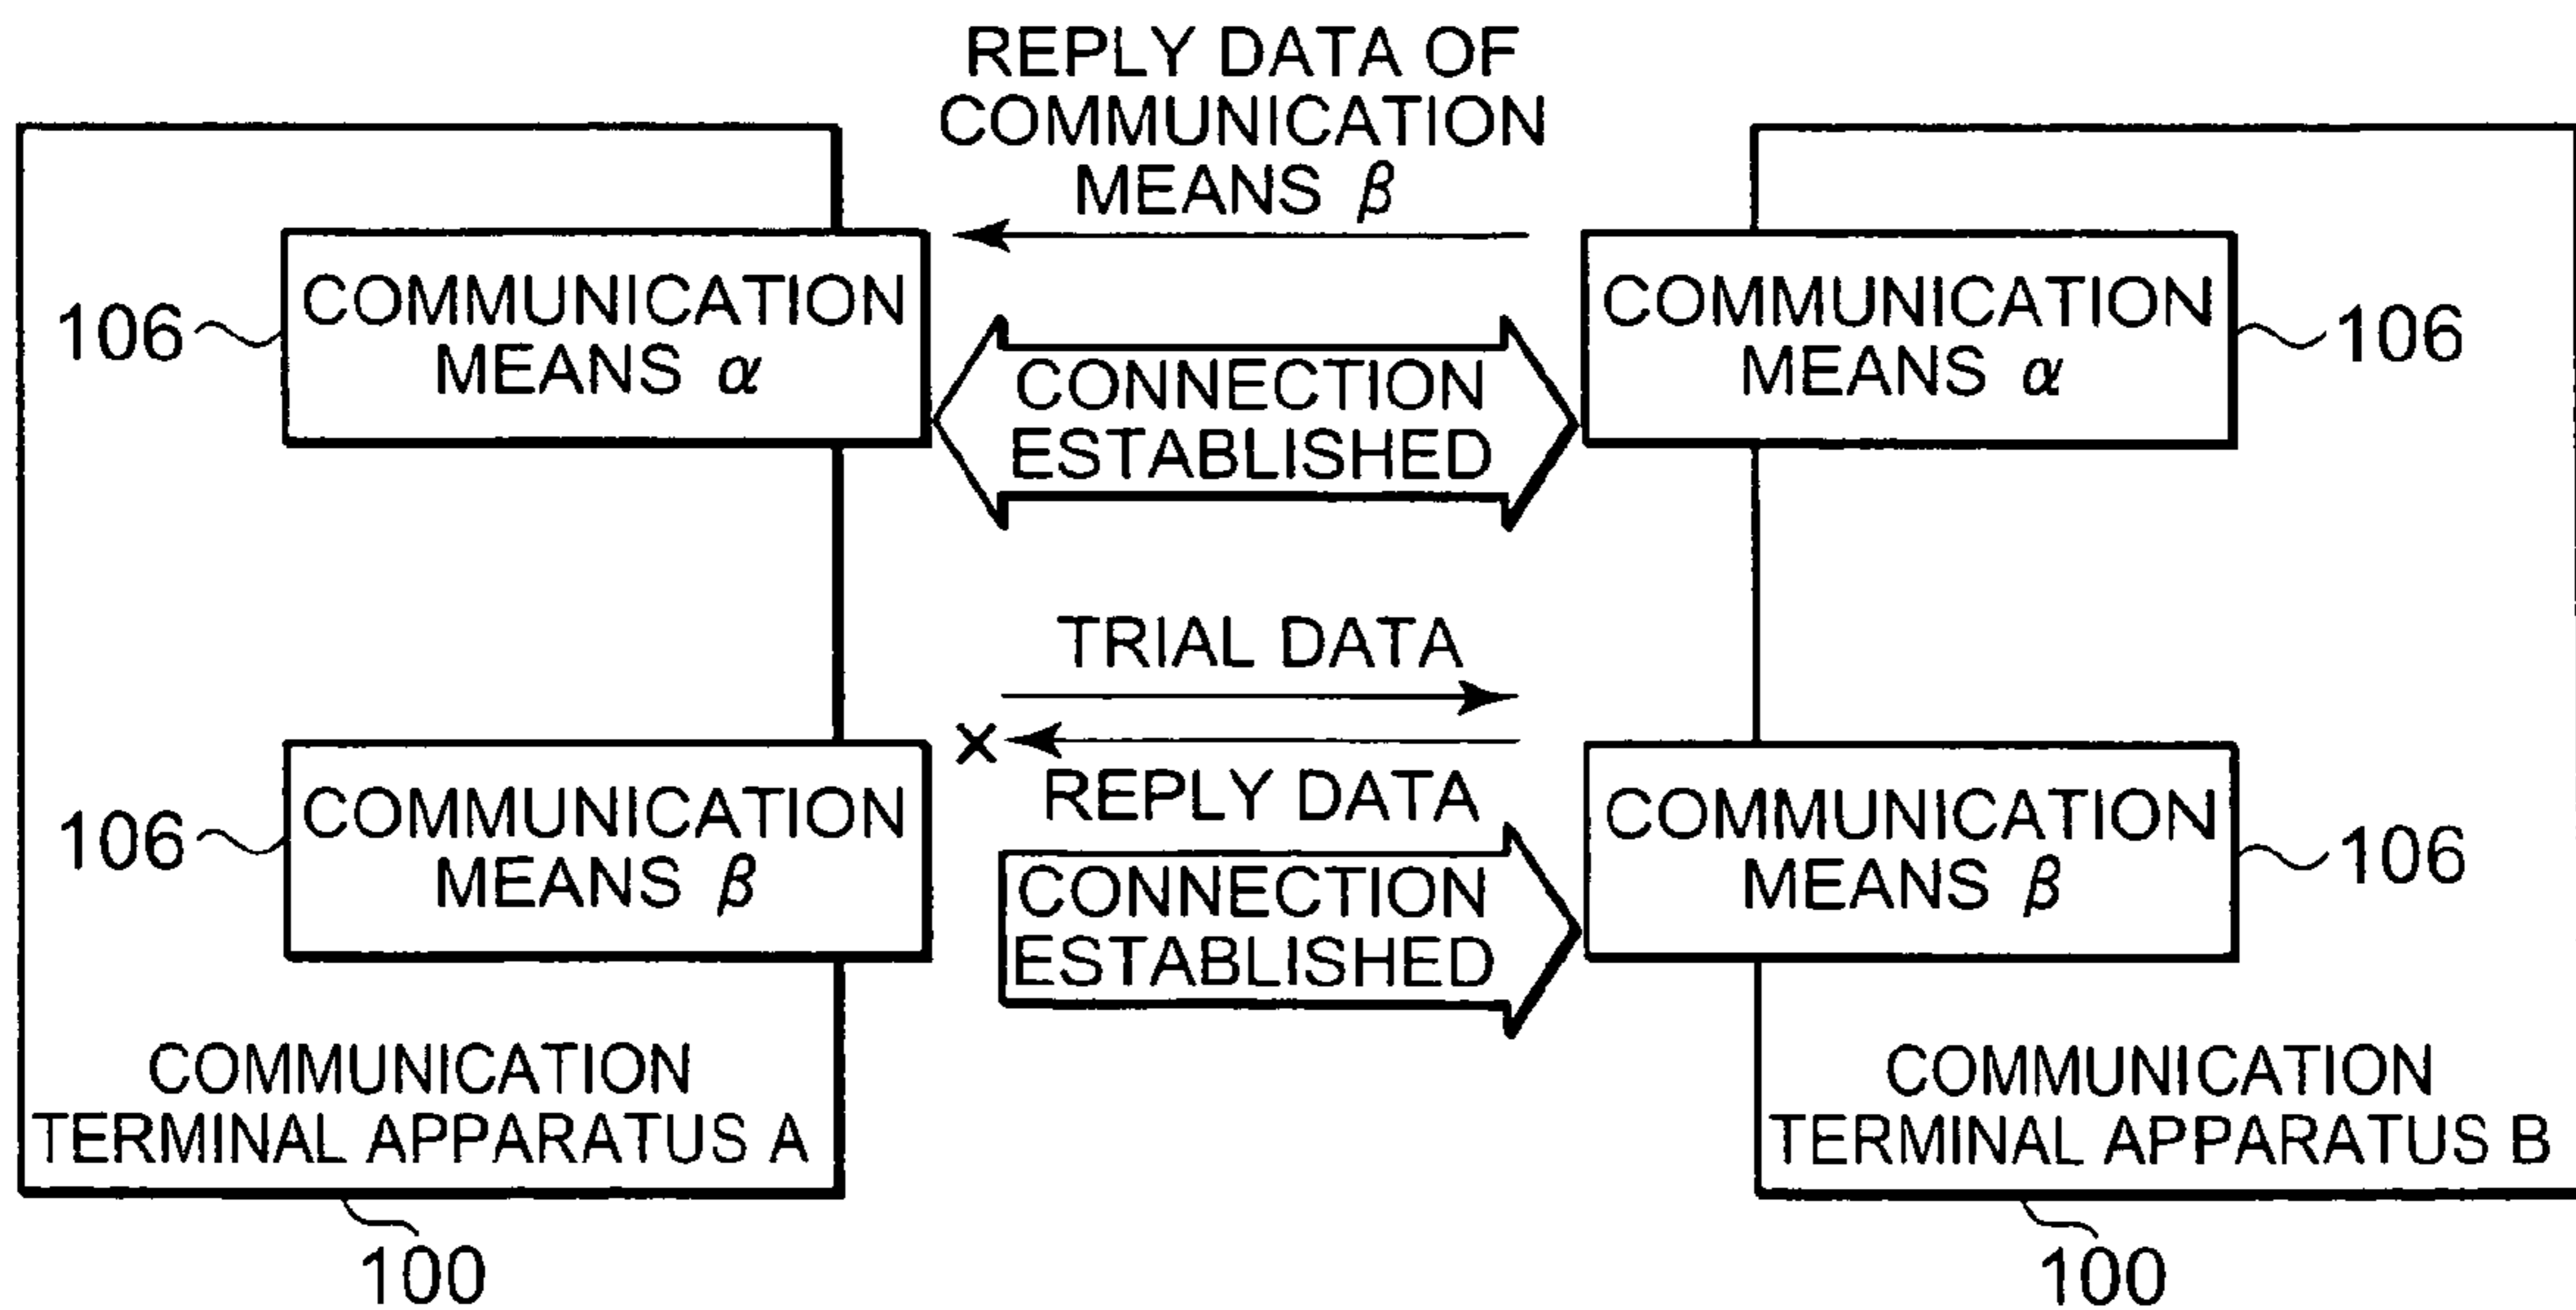 REPLY DATA OF
COMMUNICATION
MEANS β
106
COMMUNICATION
MEANS α
CONNECTION
ESTABLISHED
COMMUNICATION
MEANS α
106
TRIAL DATA
×
REPLY DATA
106
COMMUNICATION
MEANS β
CONNECTION
ESTABLISHED
COMMUNICATION
MEANS β
106
COMMUNICATION
TERMINAL APPARATUS A
100
COMMUNICATION
TERMINAL APPARATUS B
100